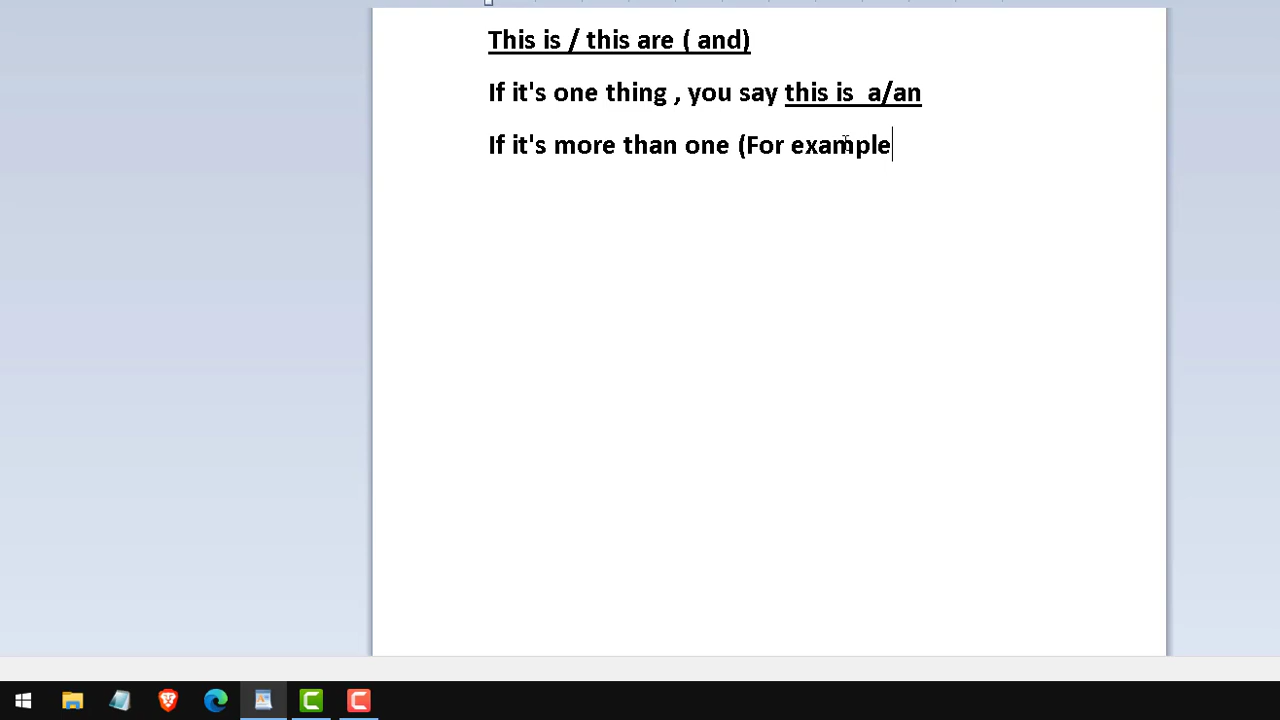 This is / this are ( and)
If it's one thing , you say this is  a/an
If it's more than one (For example